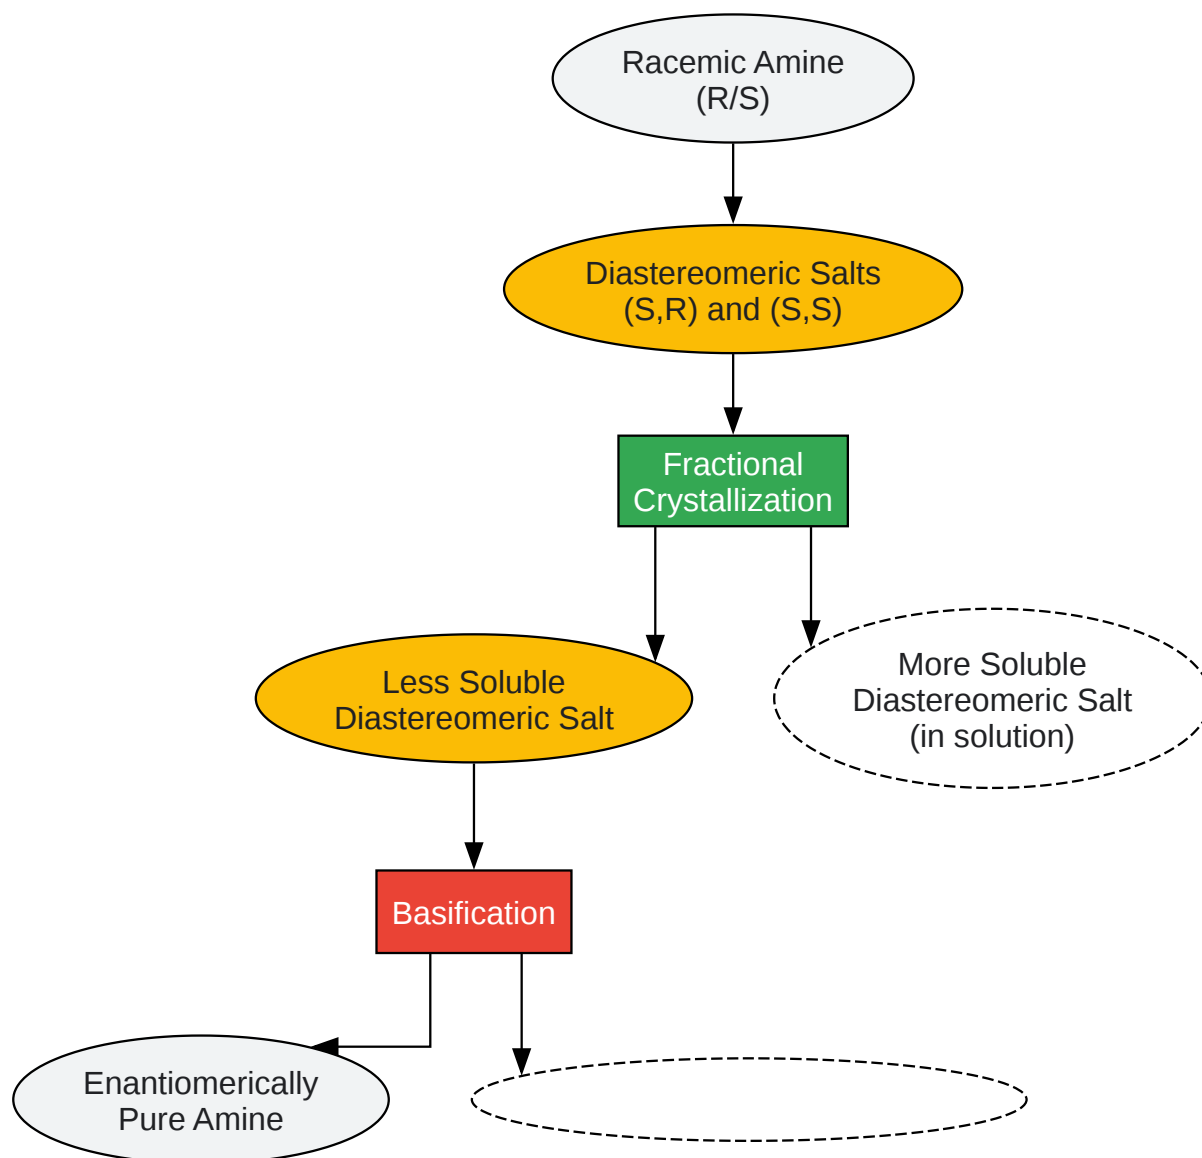 Racemic Amine
(R/S)
Diastereomeric Salts
(S,R) and (S,S)
Fractional
Crystallization
Less Soluble
Diastereomeric Salt
More Soluble
Diastereomeric Salt
(in solution)
Basification
Enantiomerically
Pure Amine